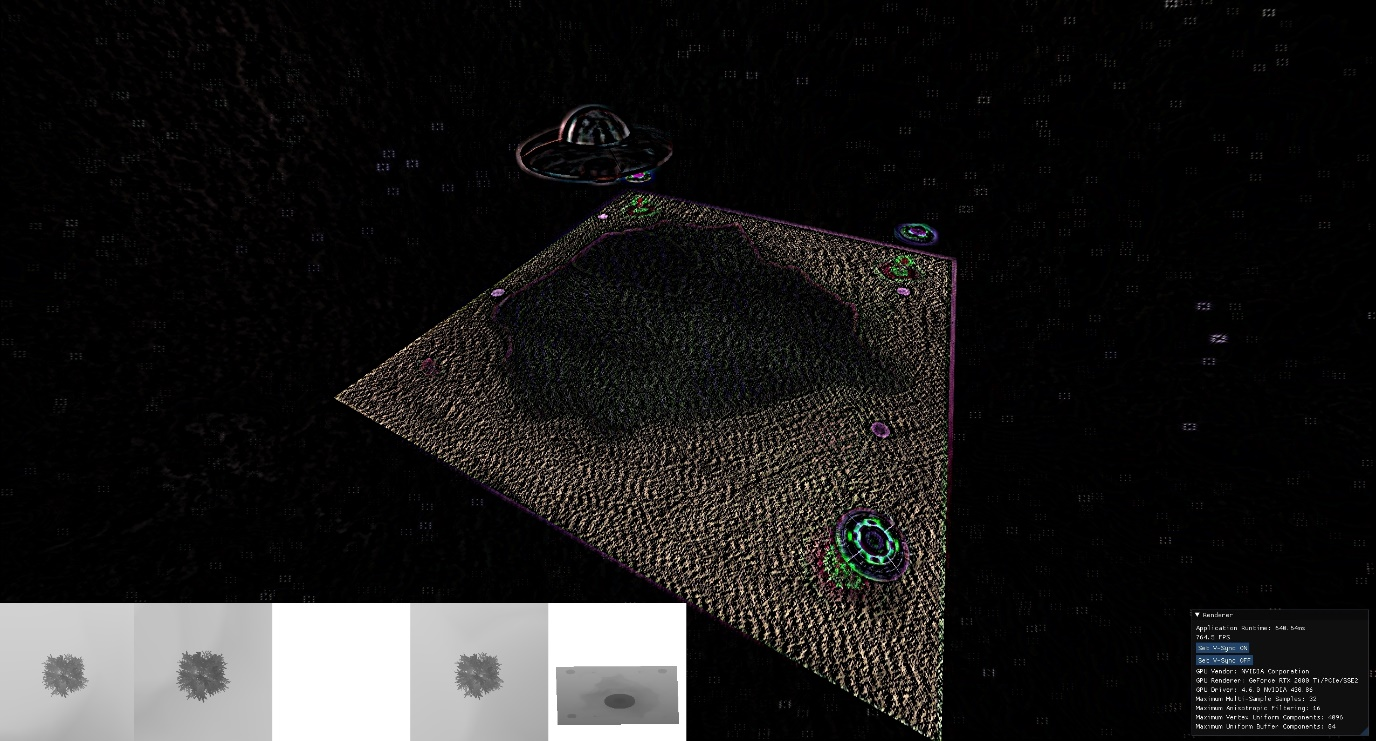 ▼ Renderer
Application Runtime: 640.64ms
764.5 FPS
Set V-Sync ON
Set V-Sync OFF
GPU Vendor: NVIDIA Corporation
GPU Renderer: GeForce RTX 2080 Ti/PCIe/SSE2
GPU Driver: 4.6.0 NVIDIA 430.86
Maximum Multi-Sample Samples: 32
Maximum Anisotropic Filtering: 16
Maximum Vertex Uniform Components: 4096
Maximum Uniform Buffer Components: 84